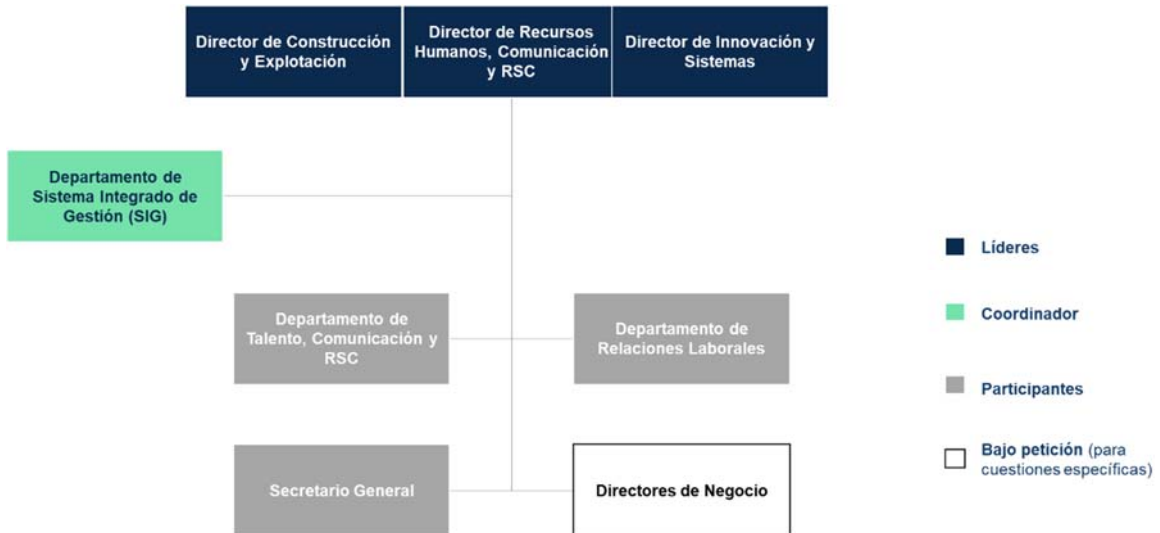 Director de Construcción
y Explotación
Director de Recursos
Humanos, Comunicación
y RSC
Director de Innovación y
Sistemas
Departamento de
Sistema Integrado de
Gestión (SIG)
Departamento de
Talento, Comunicación y
RSC
Departamento de
Relaciones Laborales
Secretario General
Directores de Negocio
Líderes
Coordinador
Participantes
Bajo petición (para
cuestiones específicas)